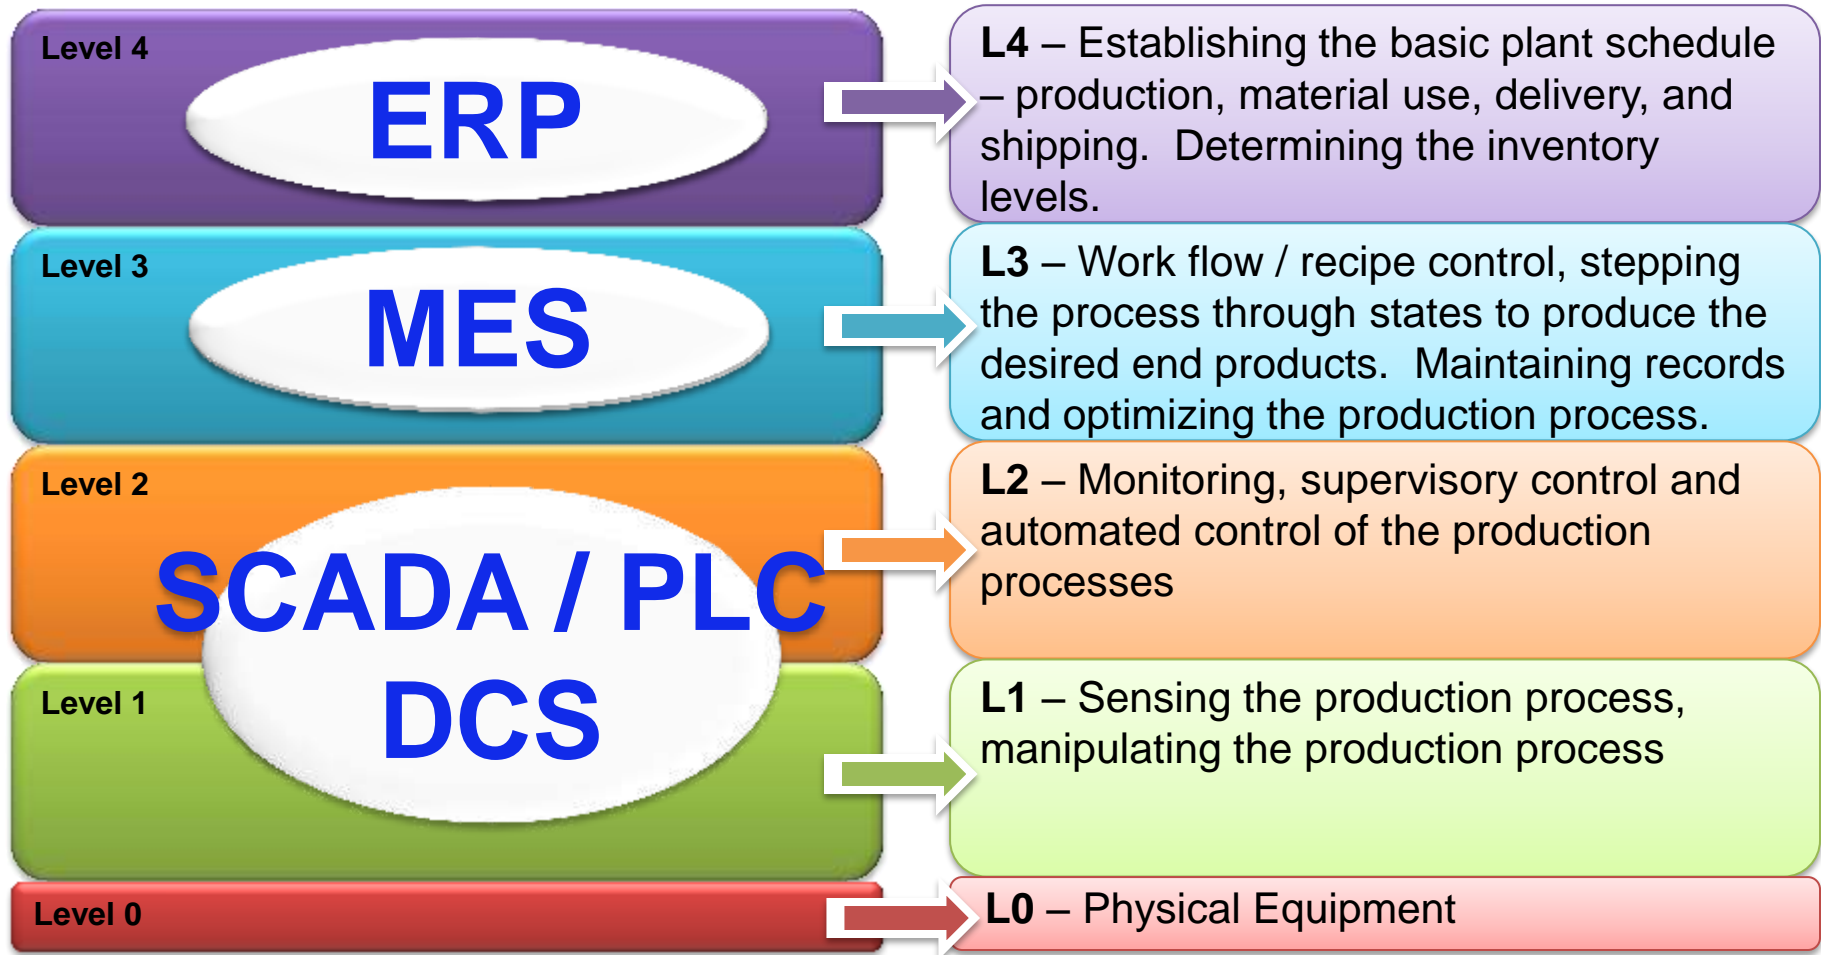 Level 4
ERP
L4 – Establishing the basic plant schedule
– production, material use, delivery, and
shipping.  Determining the inventory
levels.
Level 3
MES
L3 – Work flow / recipe control, stepping
the process through states to produce the
desired end products.  Maintaining records
and optimizing the production process.
Level 2
SCADA / PLC
DCS
L2 – Monitoring, supervisory control and
automated control of the production
processes
Level 1
L1 – Sensing the production process,
manipulating the production process
Level 0
L0 – Physical Equipment